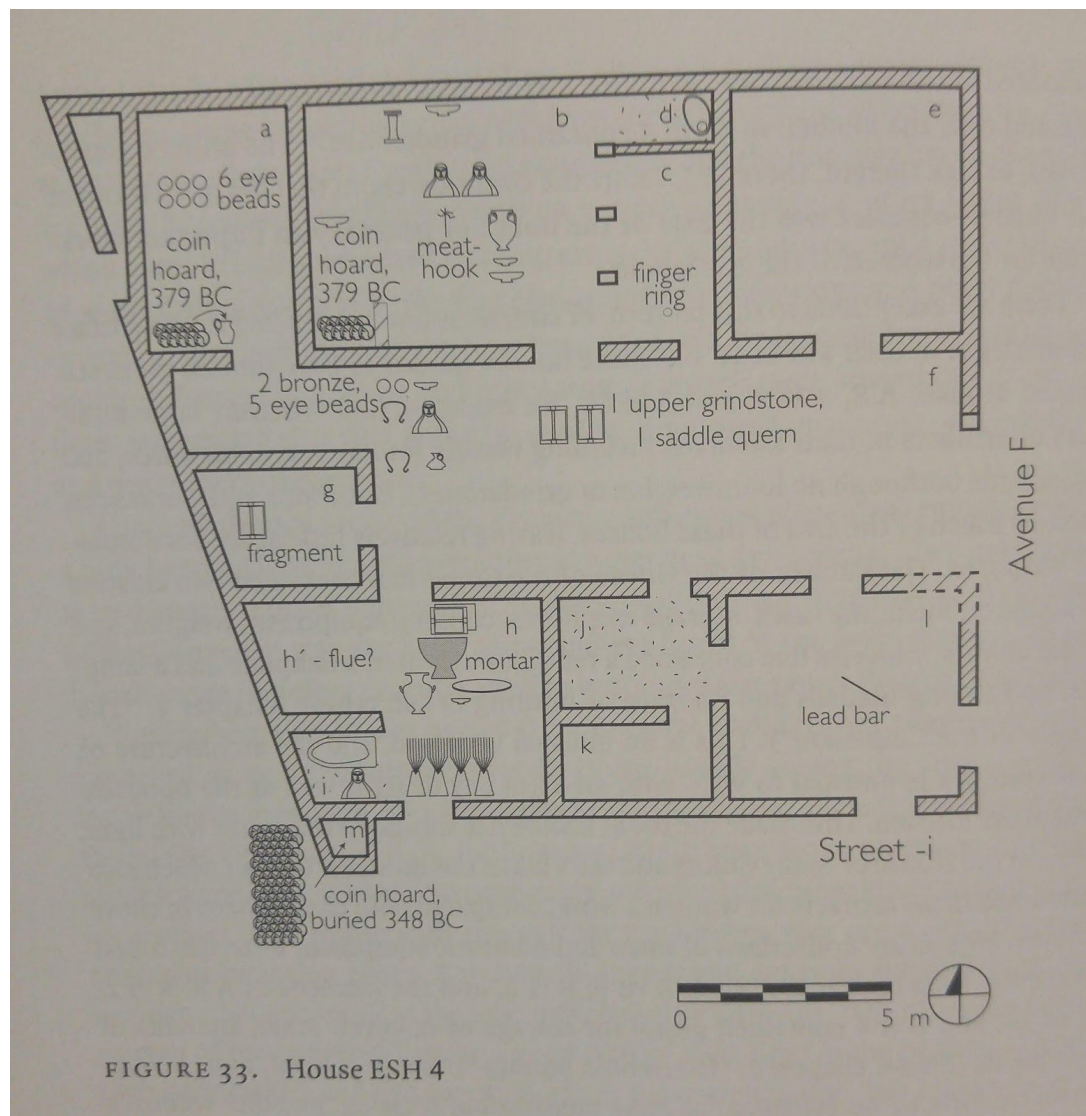 a
6 eye
beads
coin
hoard,
379 BC
b
d
c
e
coin
hoard,
379 BC
meat-
hook
finger
ring
f
2 bronze,
5 eye beads
1 upper grindstone,
1 saddle quern
Avenue F
g
fragment
h´ - flue?
h
mortar
j
k
l
lead bar
i
m
Street -i
coin hoard,
buried 348 BC
0 5 m
FIGURE 33. House ESH 4